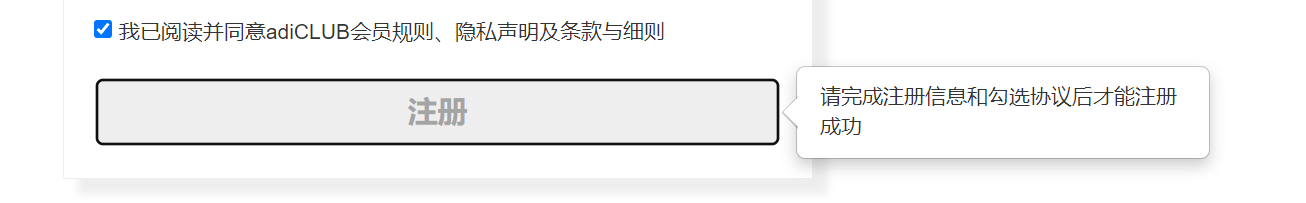 我已阅读并同意adiCLUB会员规则、隐私声明及条款与细则
注册
请完成注册信息和勾选协议后才能注册
成功